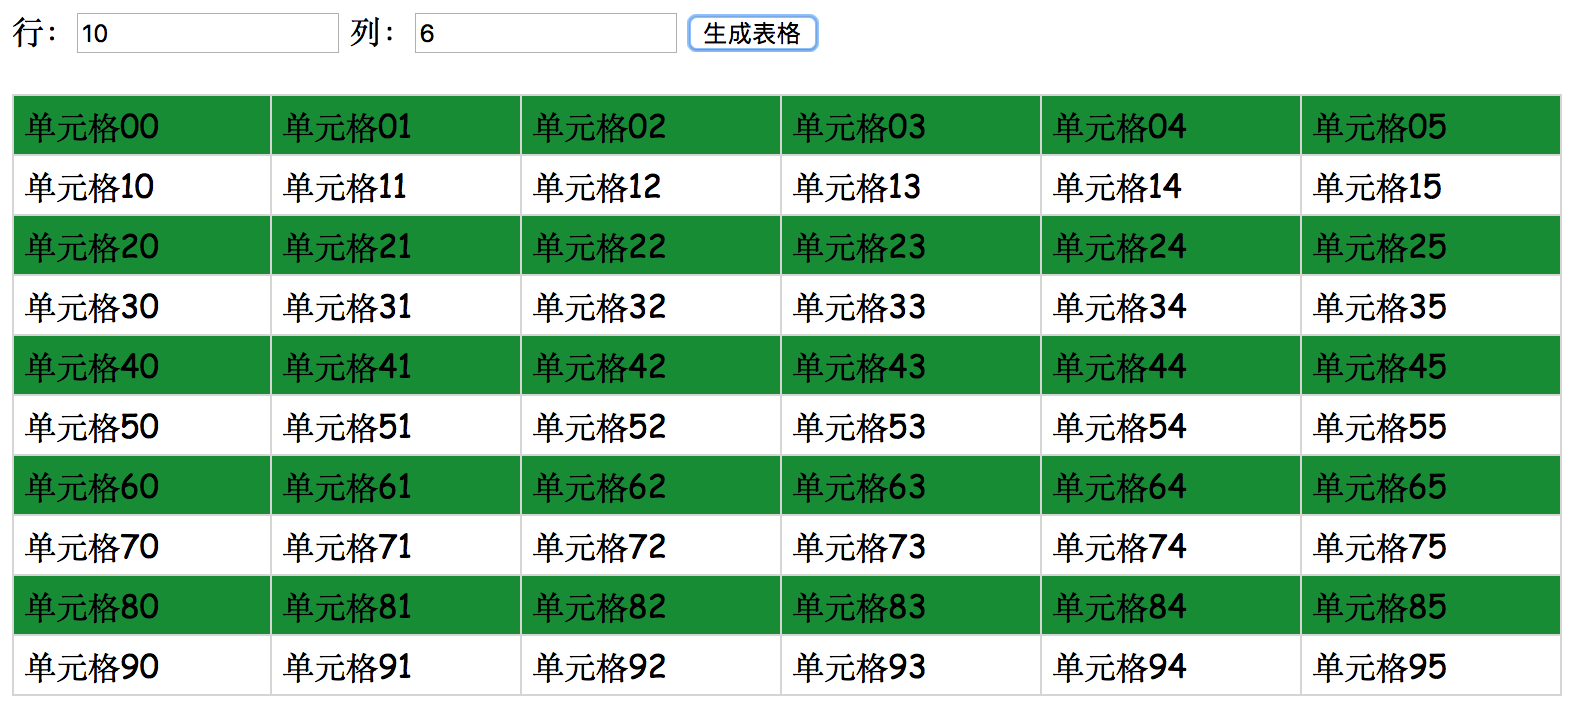 行： 10 列： 6 生成表格
单元格00 单元格01 单元格02 单元格03 单元格04 单元格05
单元格10 单元格11 单元格12 单元格13 单元格14 单元格15
单元格20 单元格21 单元格22 单元格23 单元格24 单元格25
单元格30 单元格31 单元格32 单元格33 单元格34 单元格35
单元格40 单元格41 单元格42 单元格43 单元格44 单元格45
单元格50 单元格51 单元格52 单元格53 单元格54 单元格55
单元格60 单元格61 单元格62 单元格63 单元格64 单元格65
单元格70 单元格71 单元格72 单元格73 单元格74 单元格75
单元格80 单元格81 单元格82 单元格83 单元格84 单元格85
单元格90 单元格91 单元格92 单元格93 单元格94 单元格95